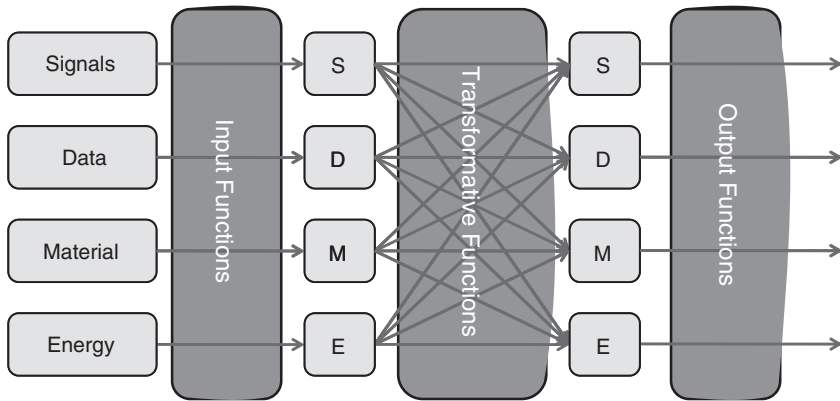 Signals
Data
Material
Energy
Input Functions
S
D
M
E
Transformative Functions
S
D
M
E
Output Functions